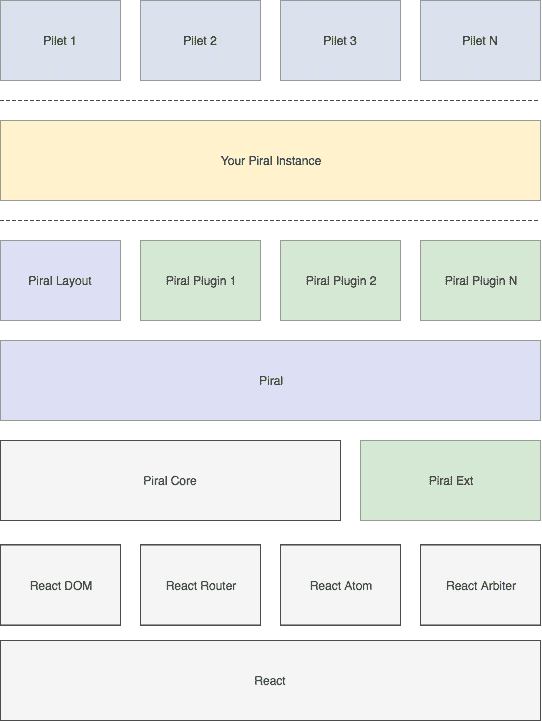 Pilet 1
Pilet 2
Pilet 3
Pilet N
Your Piral Instance
Piral Layout
Piral Plugin 1
Piral Plugin 2
Piral Plugin N
Piral
Piral Core
Piral Ext
React DOM
React Router
React Atom
React Arbiter
React